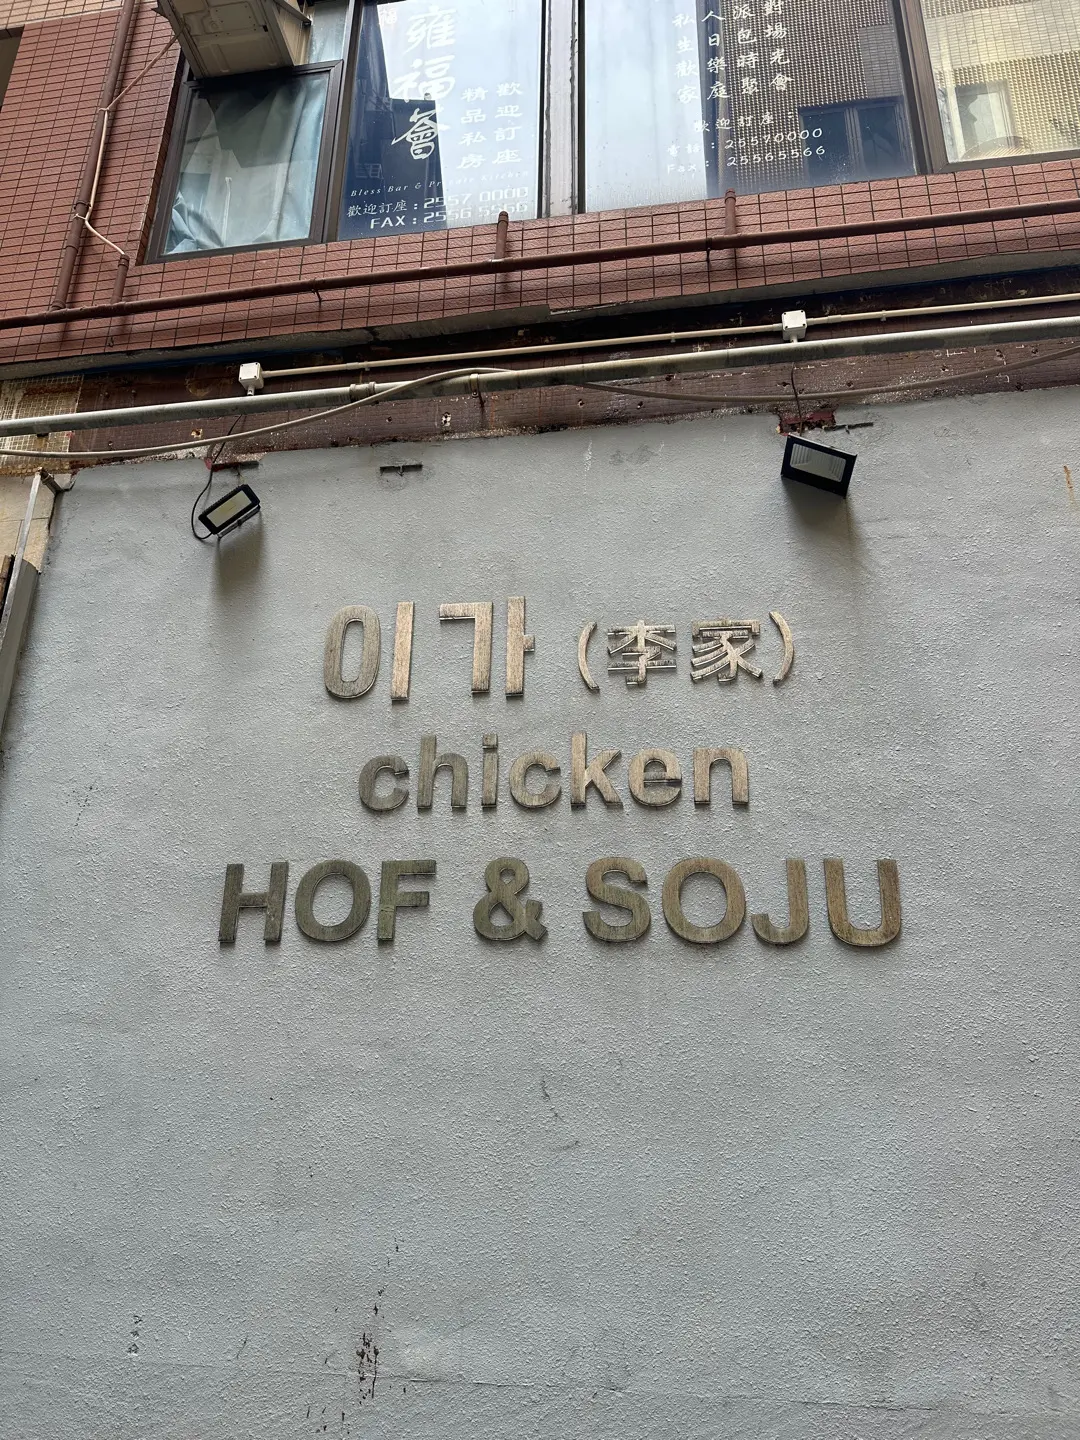 雍福會
精品私房
歡迎訂座
Bless Bar & Private Kitchen
歡迎訂座:2557 0000
FAX:2556 5566
私人派對
生日包場
歡樂時光
家庭聚會
歡迎訂座:
電話:25570000
Fax:25565566
이가 (李家)
chicken
HOF & SOJU